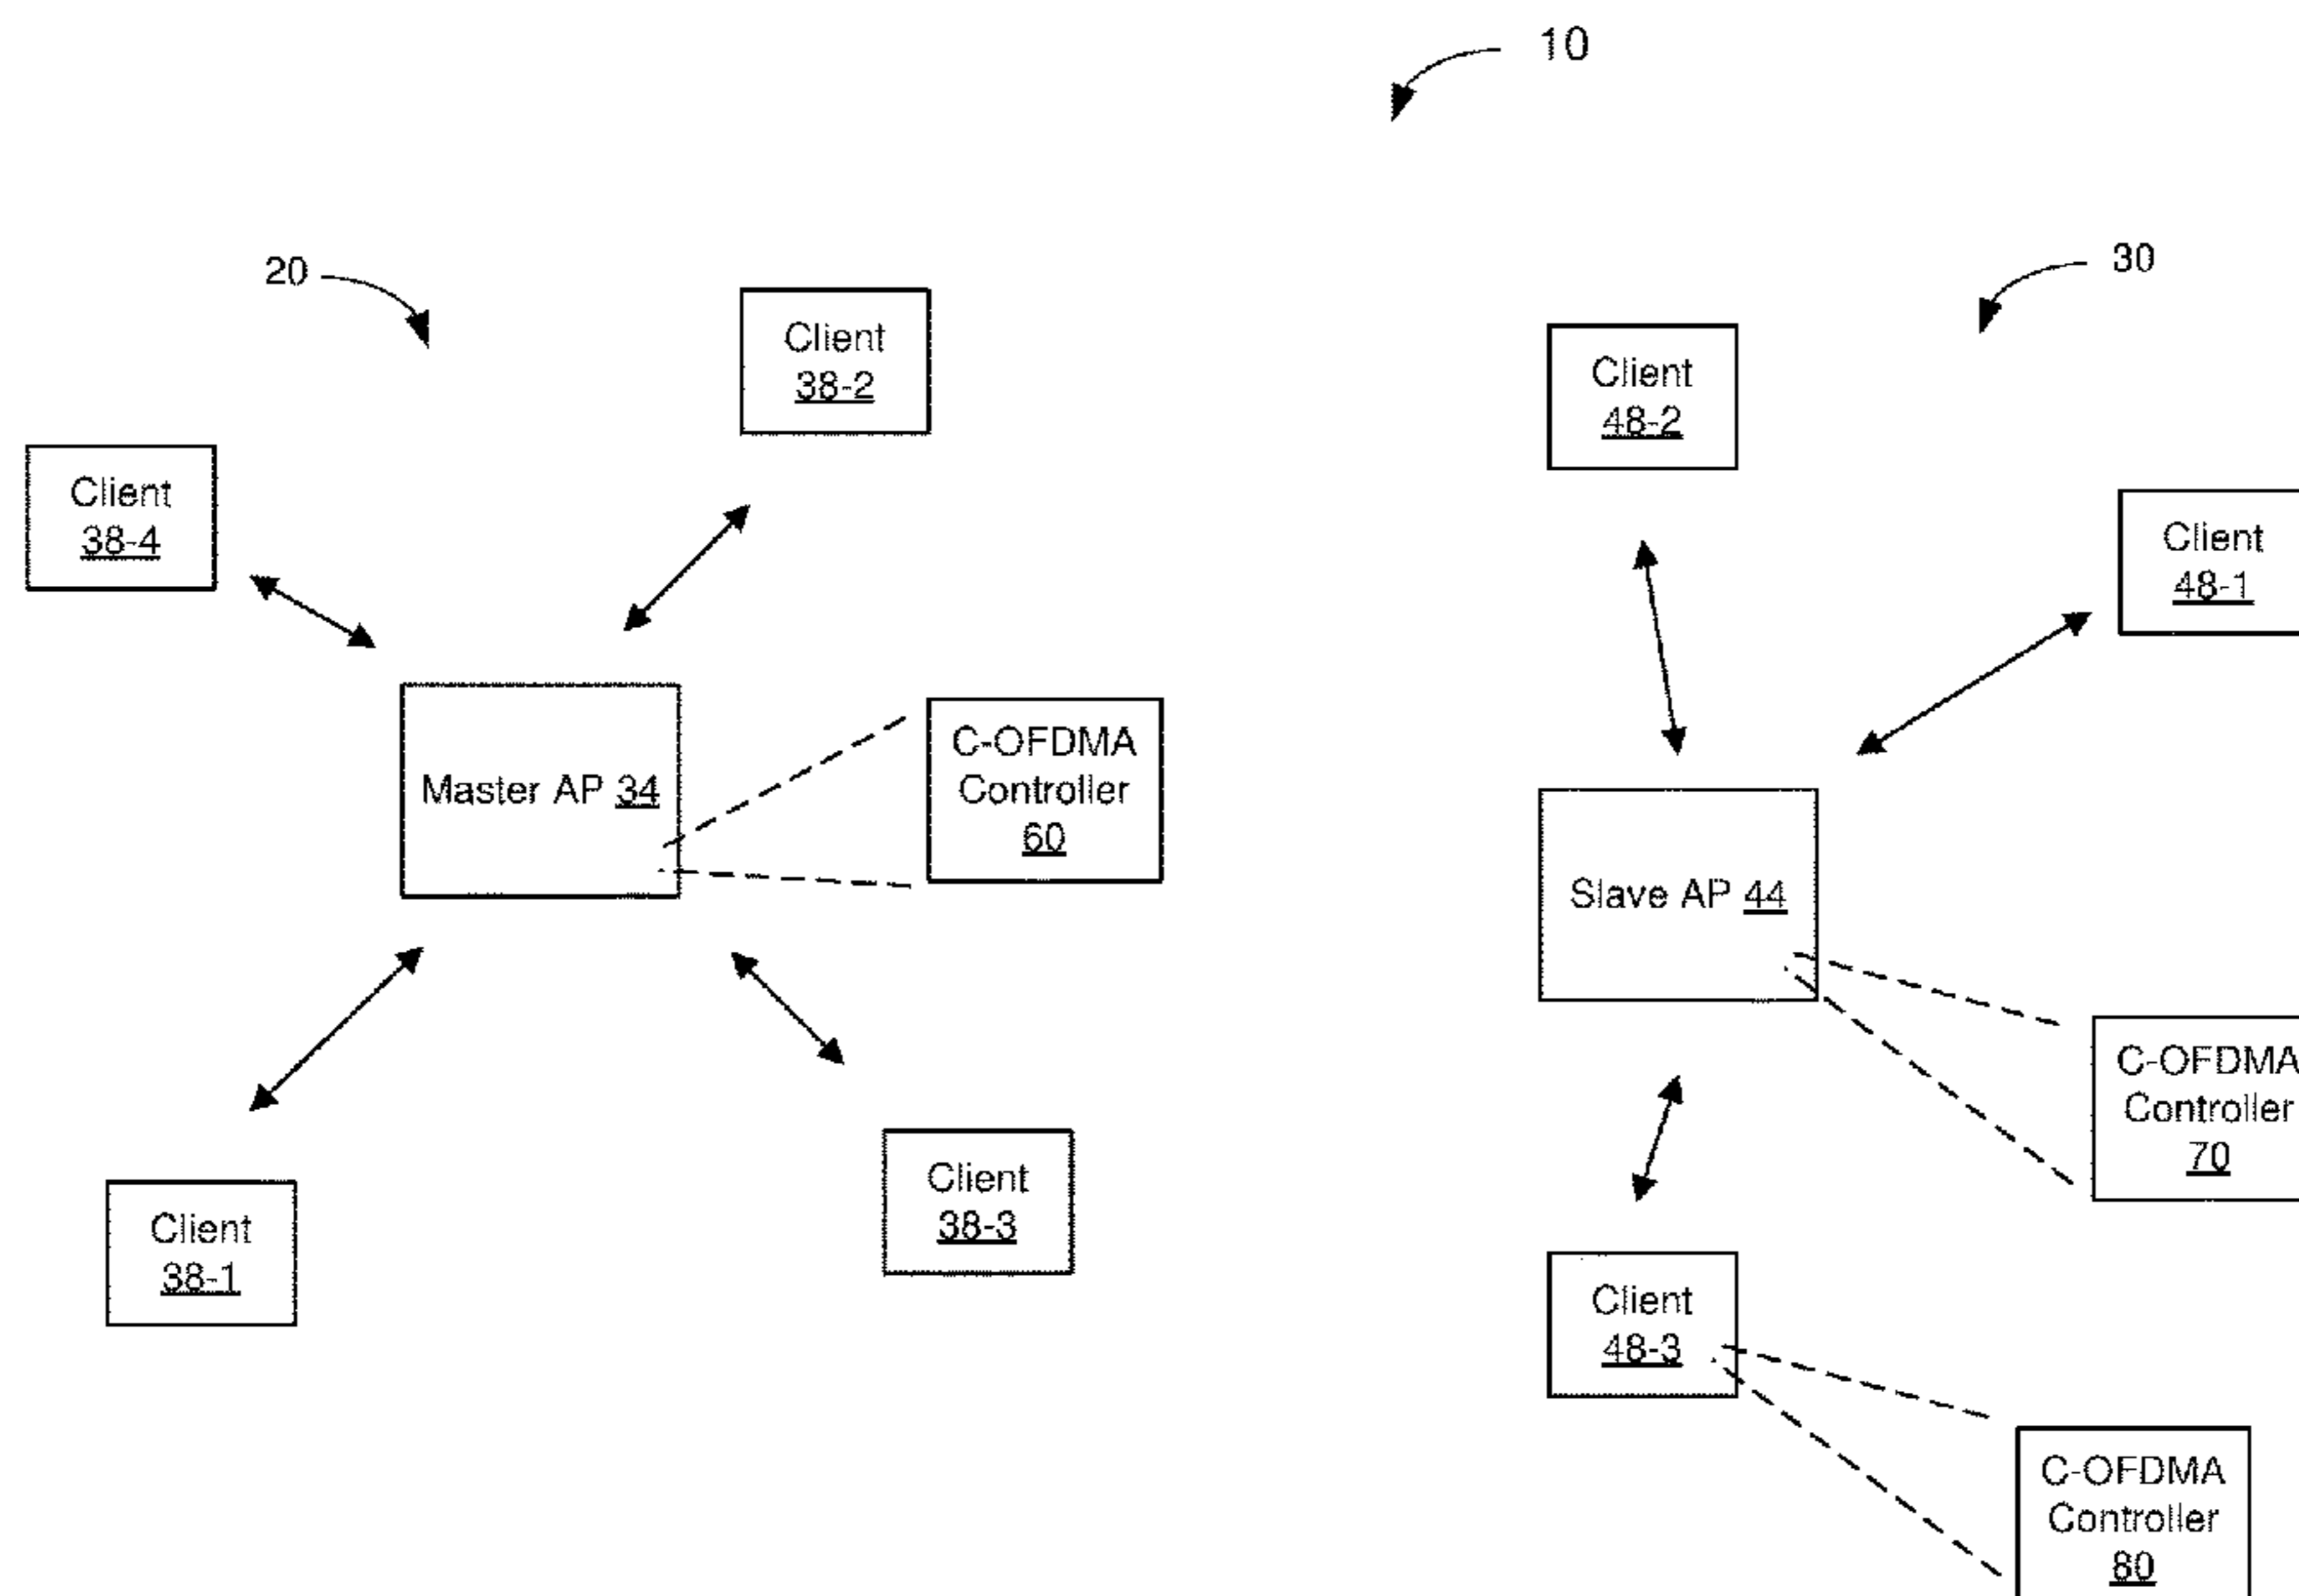 10
20
30
Client
38-2
Client
48-2
Client
38-4
Client
48-1
Master AP 34
C-OFDMA
Controller
60
Slave AP 44
C-OFDMA
Controller
70
Client
38-1
Client
38-3
Client
48-3
C-OFDMA
Controller
80